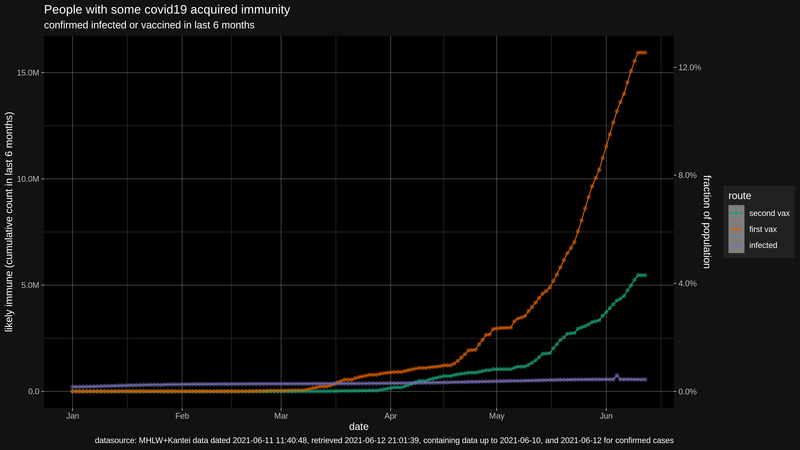 People with some covid19 acquired immunity
confirmed infected or vaccined in last 6 months
likely immune (cumulative count in last 6 months)
15.0M
10.0M
5.0M
0.0
12.0%
8.0%
4.0%
0.0%
fraction of population
route
second vax
first vax
infected
Jan Feb Mar Apr May Jun
date
datasource: MHLW+Kantei data dated 2021-06-11 11:40:48, retrieved 2021-06-12 21:01:39, containing data up to 2021-06-10, and 2021-06-12 for confirmed cases